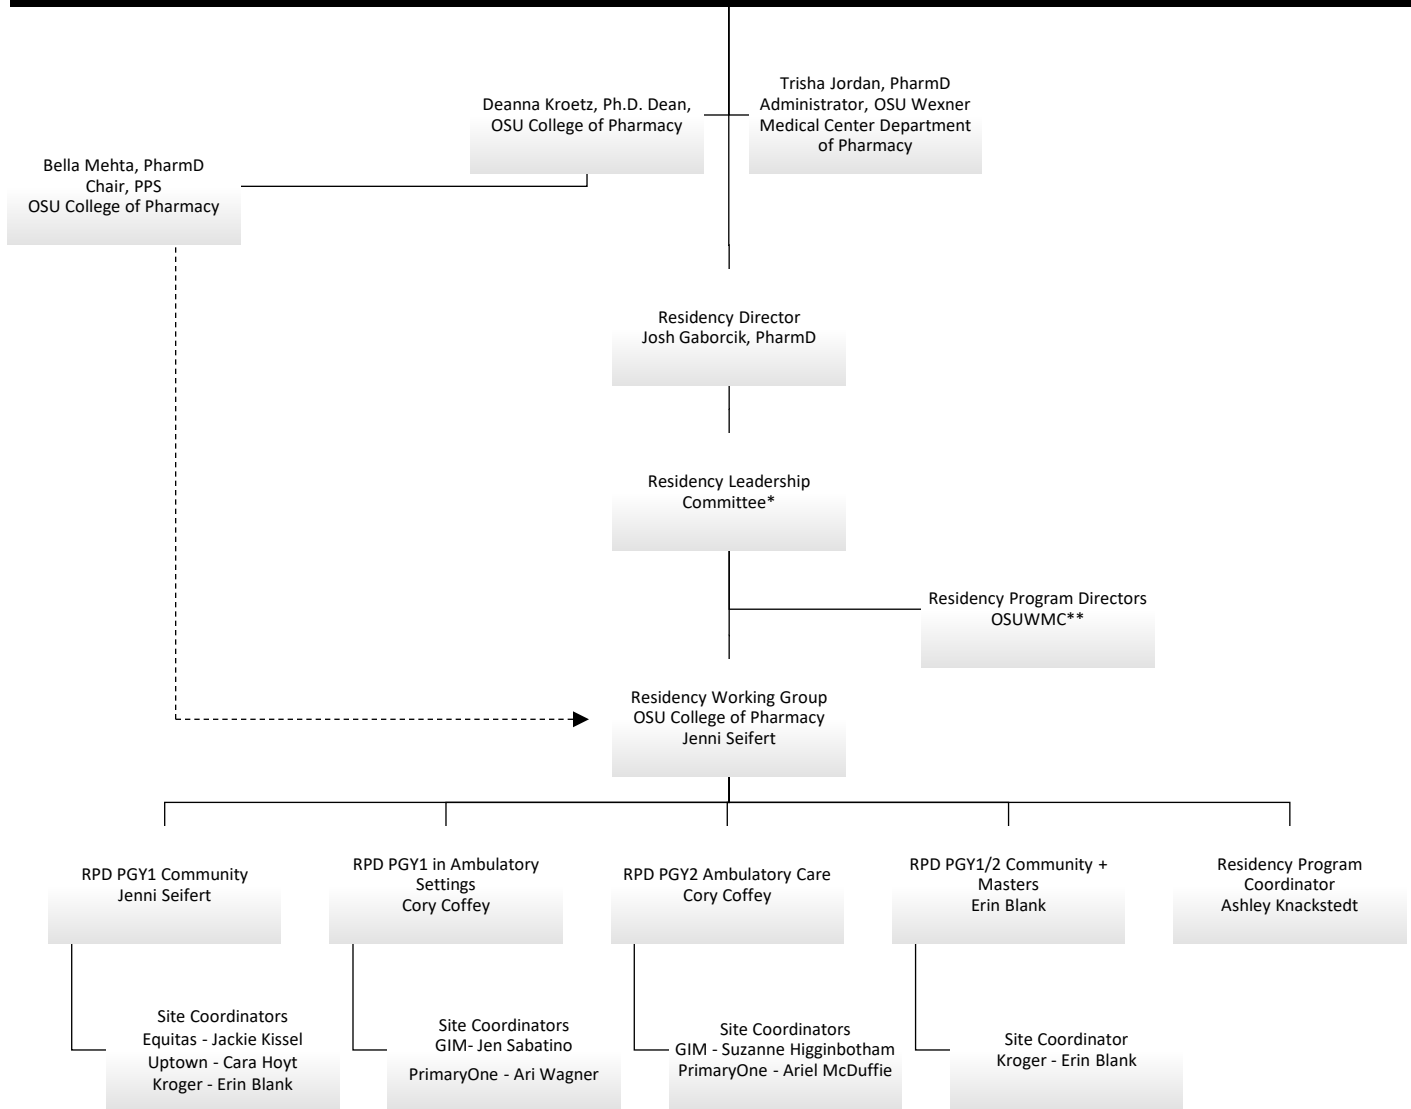 Deanna Kroetz, Ph.D. Dean,
OSU College of Pharmacy
Trisha Jordan, PharmD
Administrator, OSU Wexner
Medical Center Department
of Pharmacy
Bella Mehta, PharmD
Chair, PPS
OSU College of Pharmacy
Residency Director
Josh Gaborcik, PharmD
Residency Leadership
Committee*
Residency Program Directors
OSUWMC**
Residency Working Group
OSU College of Pharmacy
Jenni Seifert
RPD PGY1 Community
Jenni Seifert
RPD PGY1 in Ambulatory
Settings
Cory Coffey
RPD PGY2 Ambulatory Care
Cory Coffey
RPD PGY1/2 Community +
Masters
Erin Blank
Residency Program
Coordinator
Ashley Knackstedt
Site Coordinators
Equitas - Jackie Kissel
Uptown - Cara Hoyt
Kroger - Erin Blank
Site Coordinators
GIM- Jen Sabatino
PrimaryOne - Ari Wagner
Site Coordinators
GIM - Suzanne Higginbotham
PrimaryOne - Ariel McDuffie
Site Coordinator
Kroger - Erin Blank